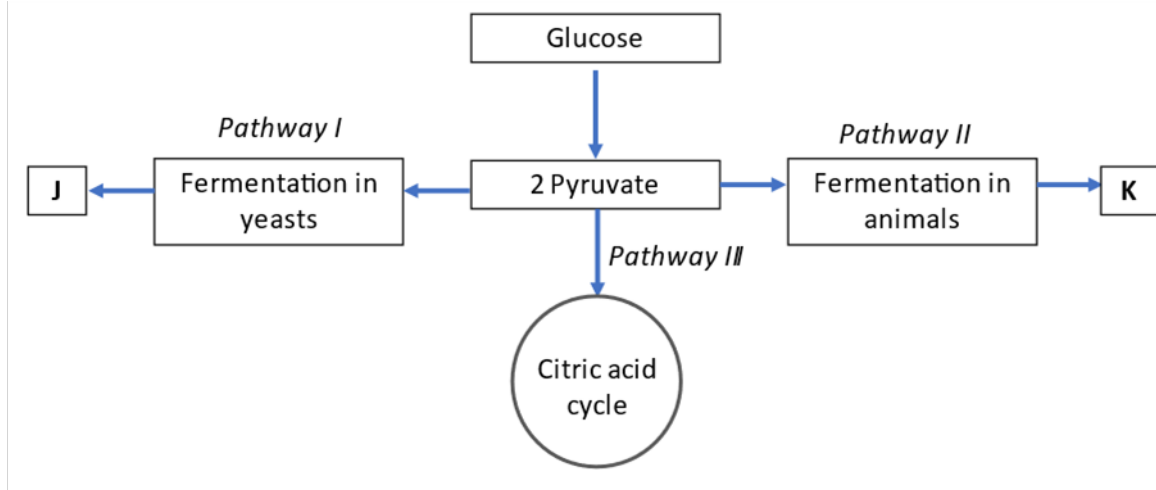 Glucose
Pathway I
Pathway II
J
Fermentation in
yeasts
2 Pyruvate
Fermentation in
animals
K
Pathway III
Citric acid
cycle